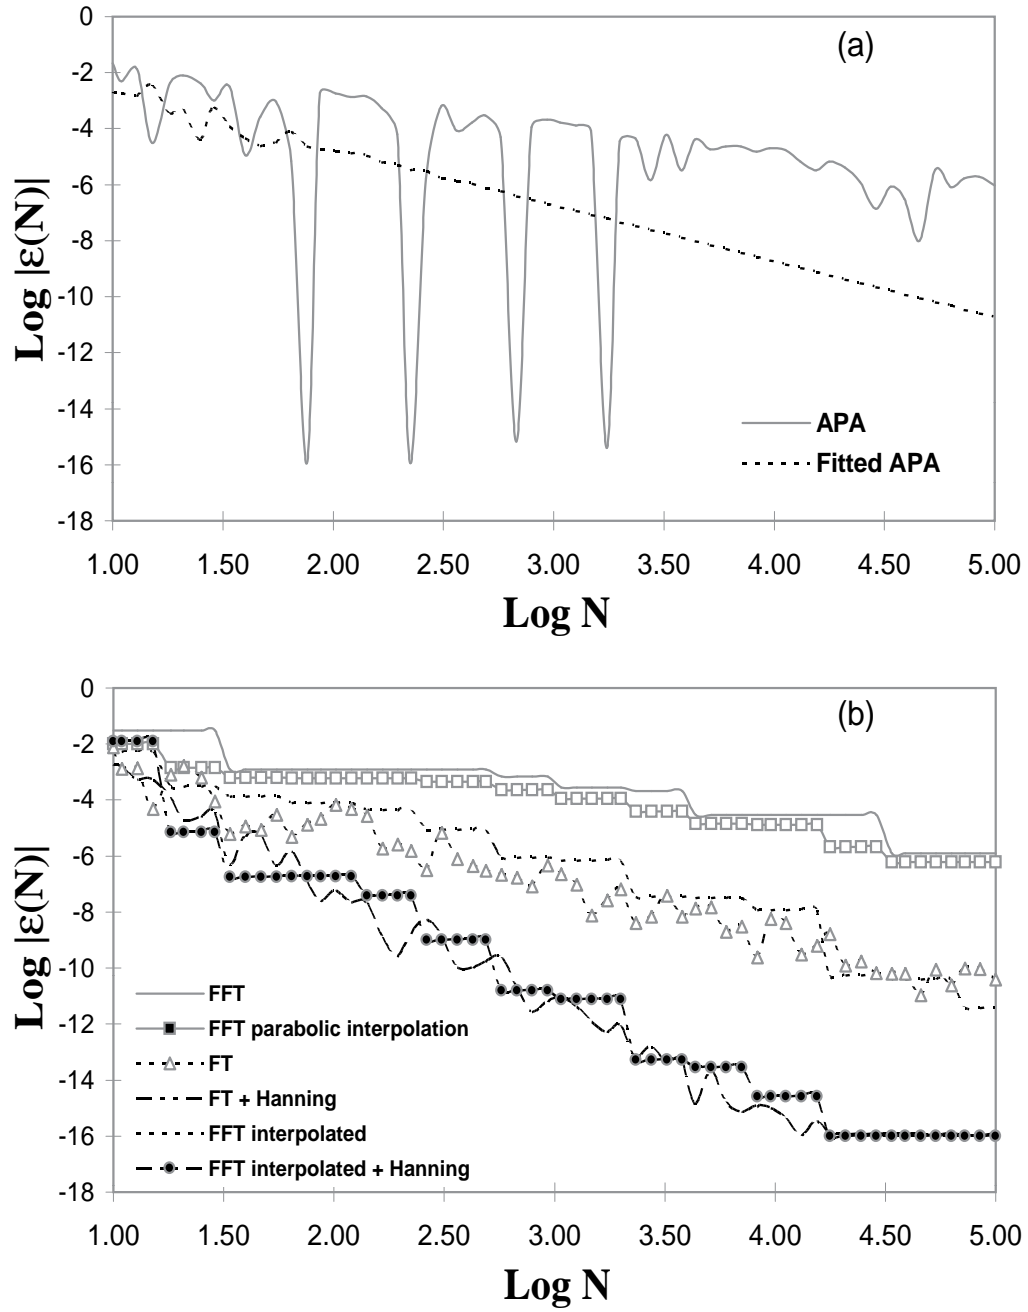 (a)
0
-2
-4
-6
-8
-10
-12
-14
-16
-18
Log |ε(N)|
APA
Fitted APA
1.00 1.50 2.00 2.50 3.00 3.50 4.00 4.50 5.00
Log N
(b)
0
-2
-4
-6
-8
-10
-12
-14
-16
-18
Log |ε(N)|
FFT
FFT parabolic interpolation
FT
FT + Hanning
FFT interpolated
FFT interpolated + Hanning
1.00 1.50 2.00 2.50 3.00 3.50 4.00 4.50 5.00
Log N